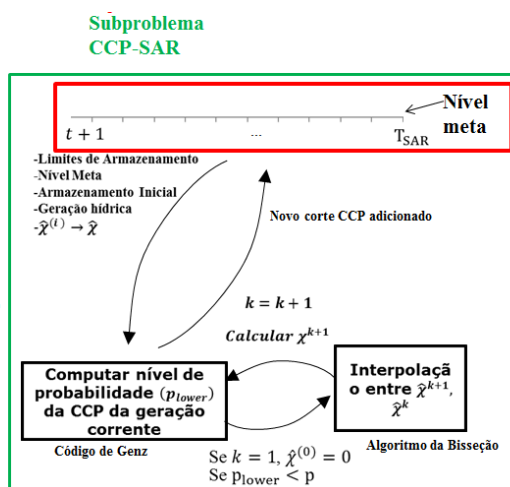 Subproblema
CCP-SAR
Nível
meta
t + 1
...
T_SAR
-Limites de Armazenamento
-Nível Meta
-Armazenamento Inicial
-Geração hídrica
-χ̂^(i) → χ̂
Novo corte CCP adicionado
k = k + 1
Calcular χ^{k+1}
Computar nível de
probabilidade (p_lower)
da CCP da geração
corrente
Interpolaçã
o entre χ̂^{k+1},
χ̂^k
Código de Genz
Algoritmo da Bisseção
Se k = 1, χ̂^(0) = 0
Se p_lower < p